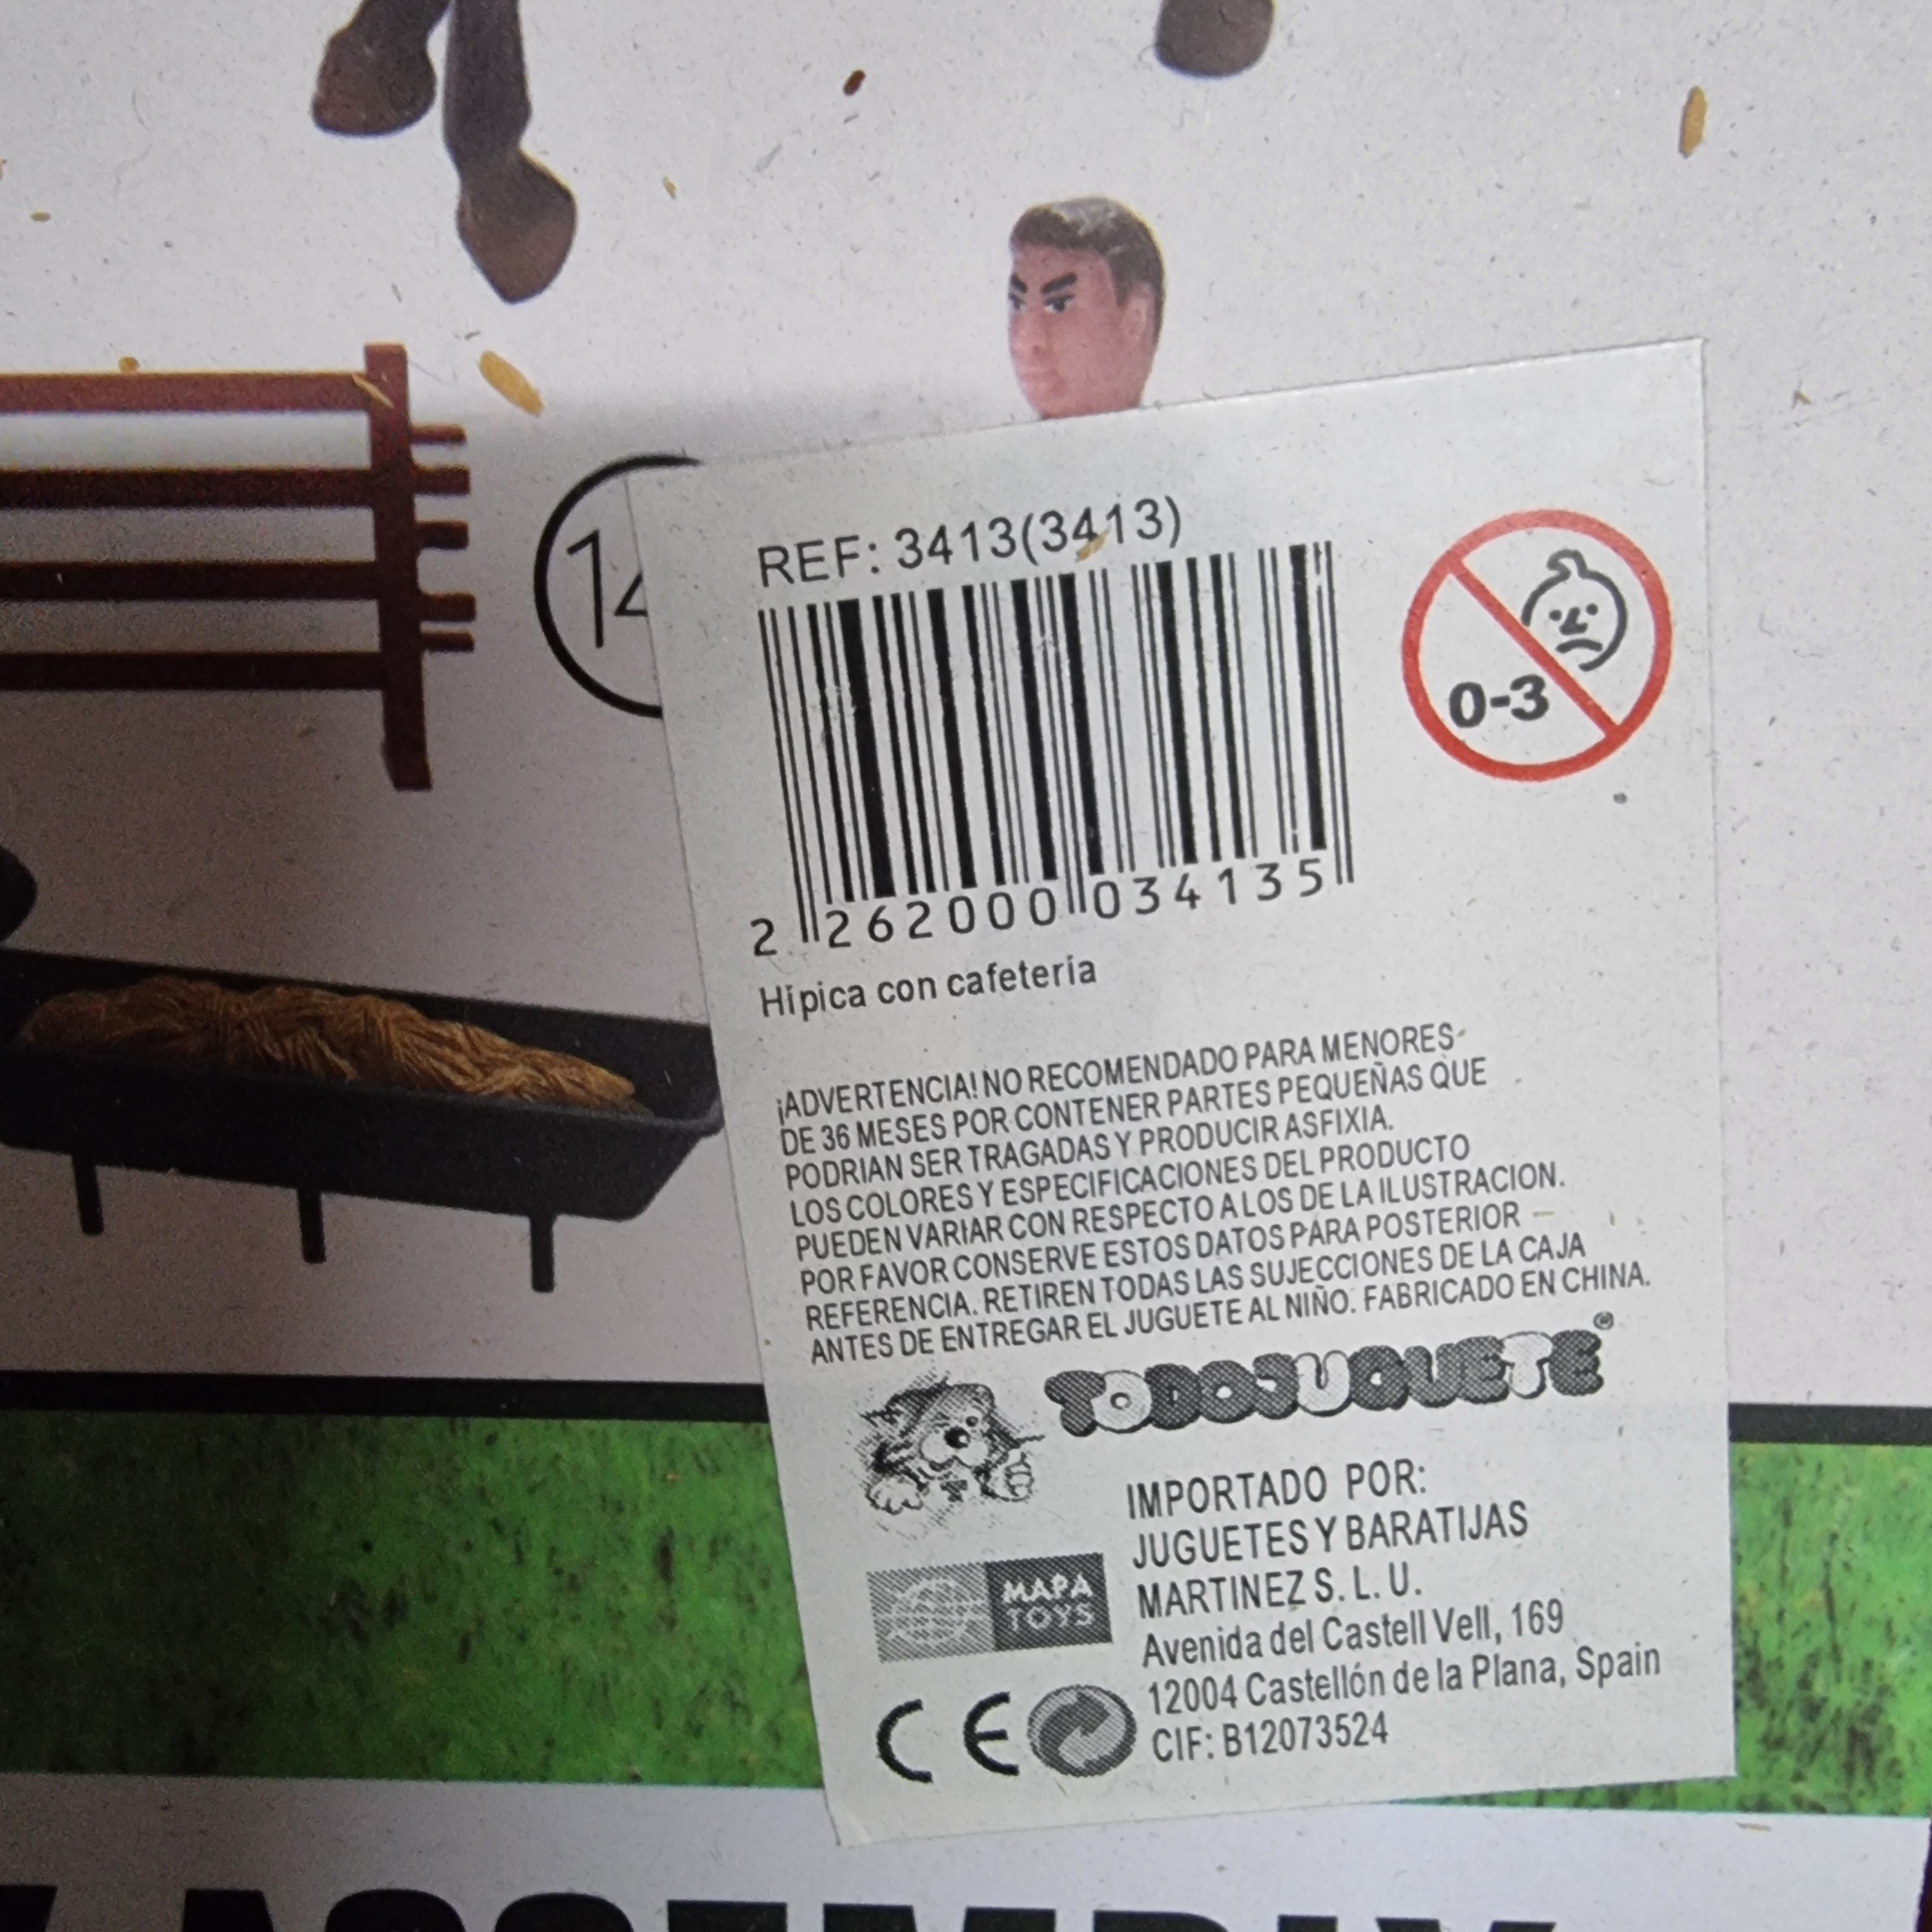 14
REF: 3413(3413)
0-3
2 262000 034135
Hipica con cafeteria
¡ADVERTENCIA! NO RECOMENDADO PARA MENORES
DE 36 MESES POR CONTENER PARTES PEQUEÑAS QUE
PODRIAN SER TRAGADAS Y PRODUCIR ASFIXIA.
LOS COLORES Y ESPECIFICACIONES DEL PRODUCTO
PUEDEN VARIAR CON RESPECTO A LOS DE LA ILUSTRACION.
POR FAVOR CONSERVE ESTOS DATOS PARA POSTERIOR
REFERENCIA. RETIREN TODAS LAS SUJECCIONES DE LA CAJA
ANTES DE ENTREGAR EL JUGUETE AL NIÑO. FABRICADO EN CHINA.
TODOJUGUETE®
IMPORTADO POR:
JUGUETES Y BARATIJAS
MARTINEZ S. L. U.
MAPA
TOYS
Avenida del Castell Vell, 169
12004 Castellón de la Plana, Spain
CIF: B12073524
CE
ASSEMBLY